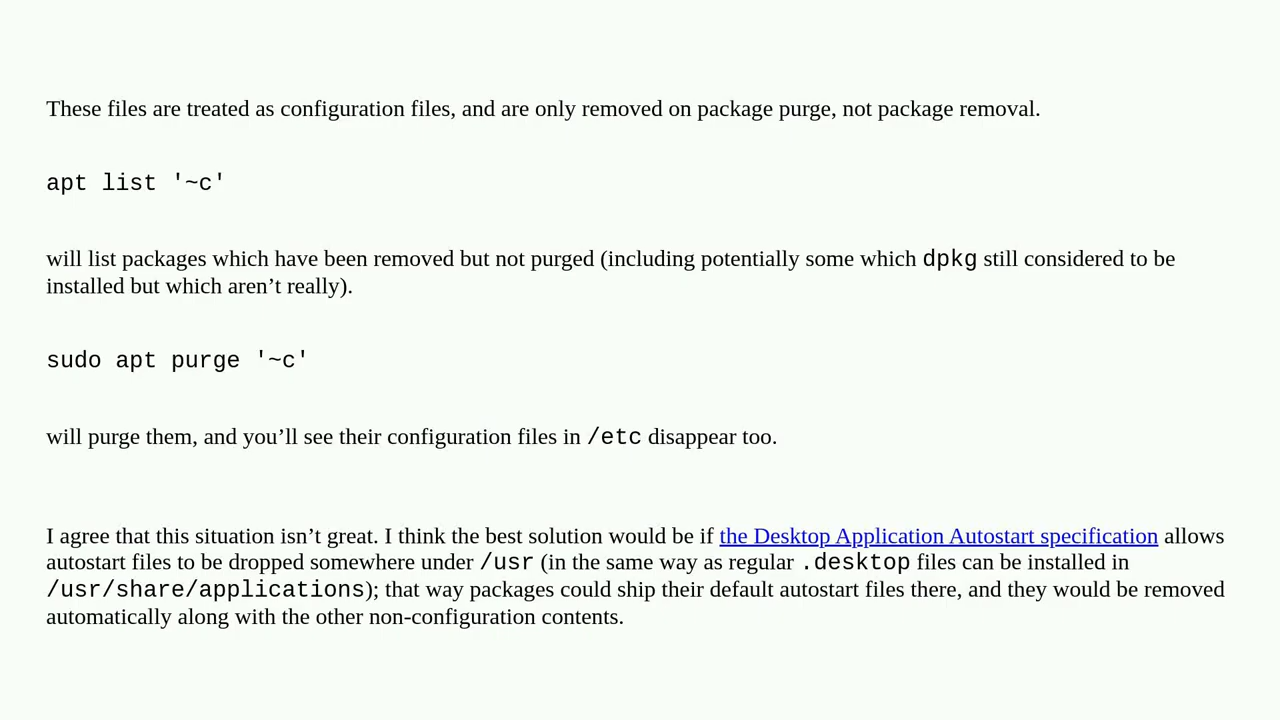 These files are treated as configuration files, and are only removed on package purge, not package removal.
apt list '~c'
will list packages which have been removed but not purged (including potentially some which dpkg still considered to be
installed but which aren’t really).
sudo apt purge '~c'
will purge them, and you’ll see their configuration files in /etc disappear too.
I agree that this situation isn’t great. I think the best solution would be if the Desktop Application Autostart specification allows
autostart files to be dropped somewhere under /usr (in the same way as regular .desktop files can be installed in
/usr/share/applications); that way packages could ship their default autostart files there, and they would be removed
automatically along with the other non-configuration contents.